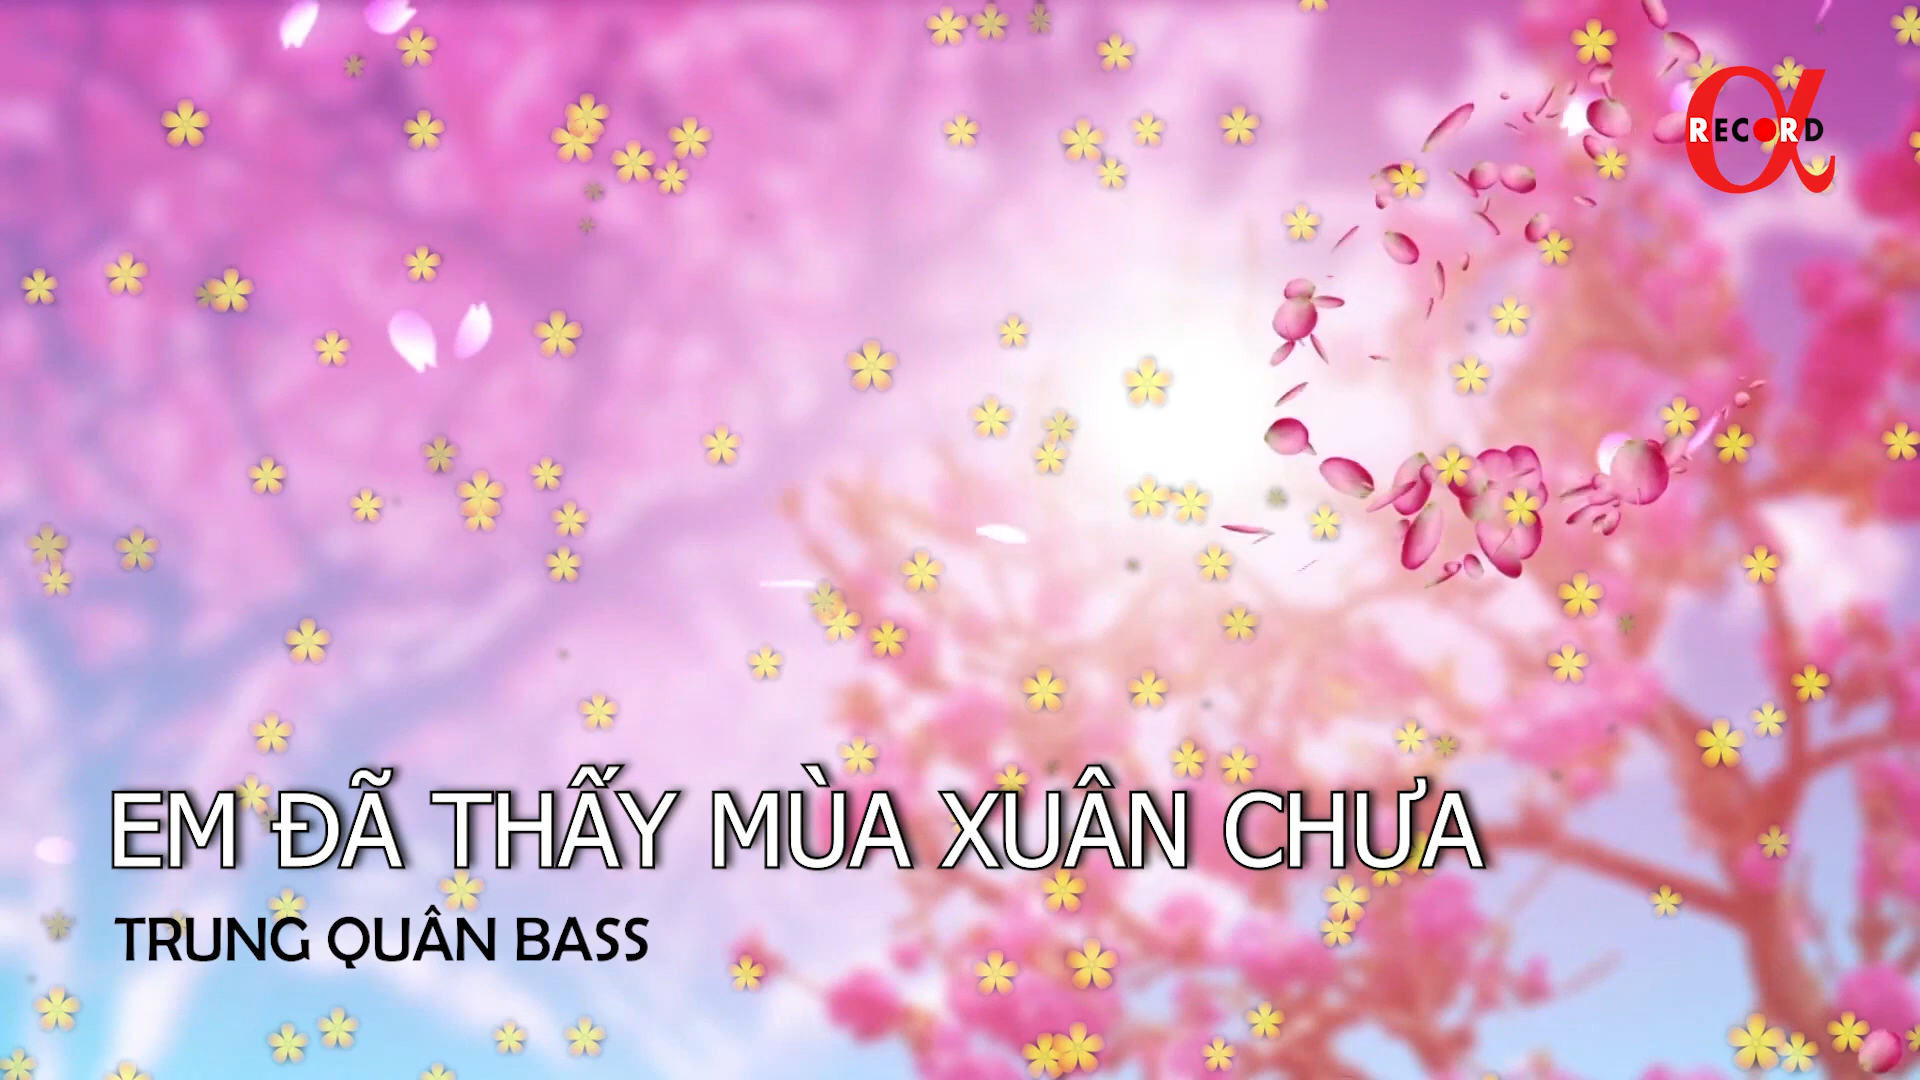 α
RECORD
EM ĐÃ THẤY MÙA XUÂN CHƯA
TRUNG QUÂN BASS